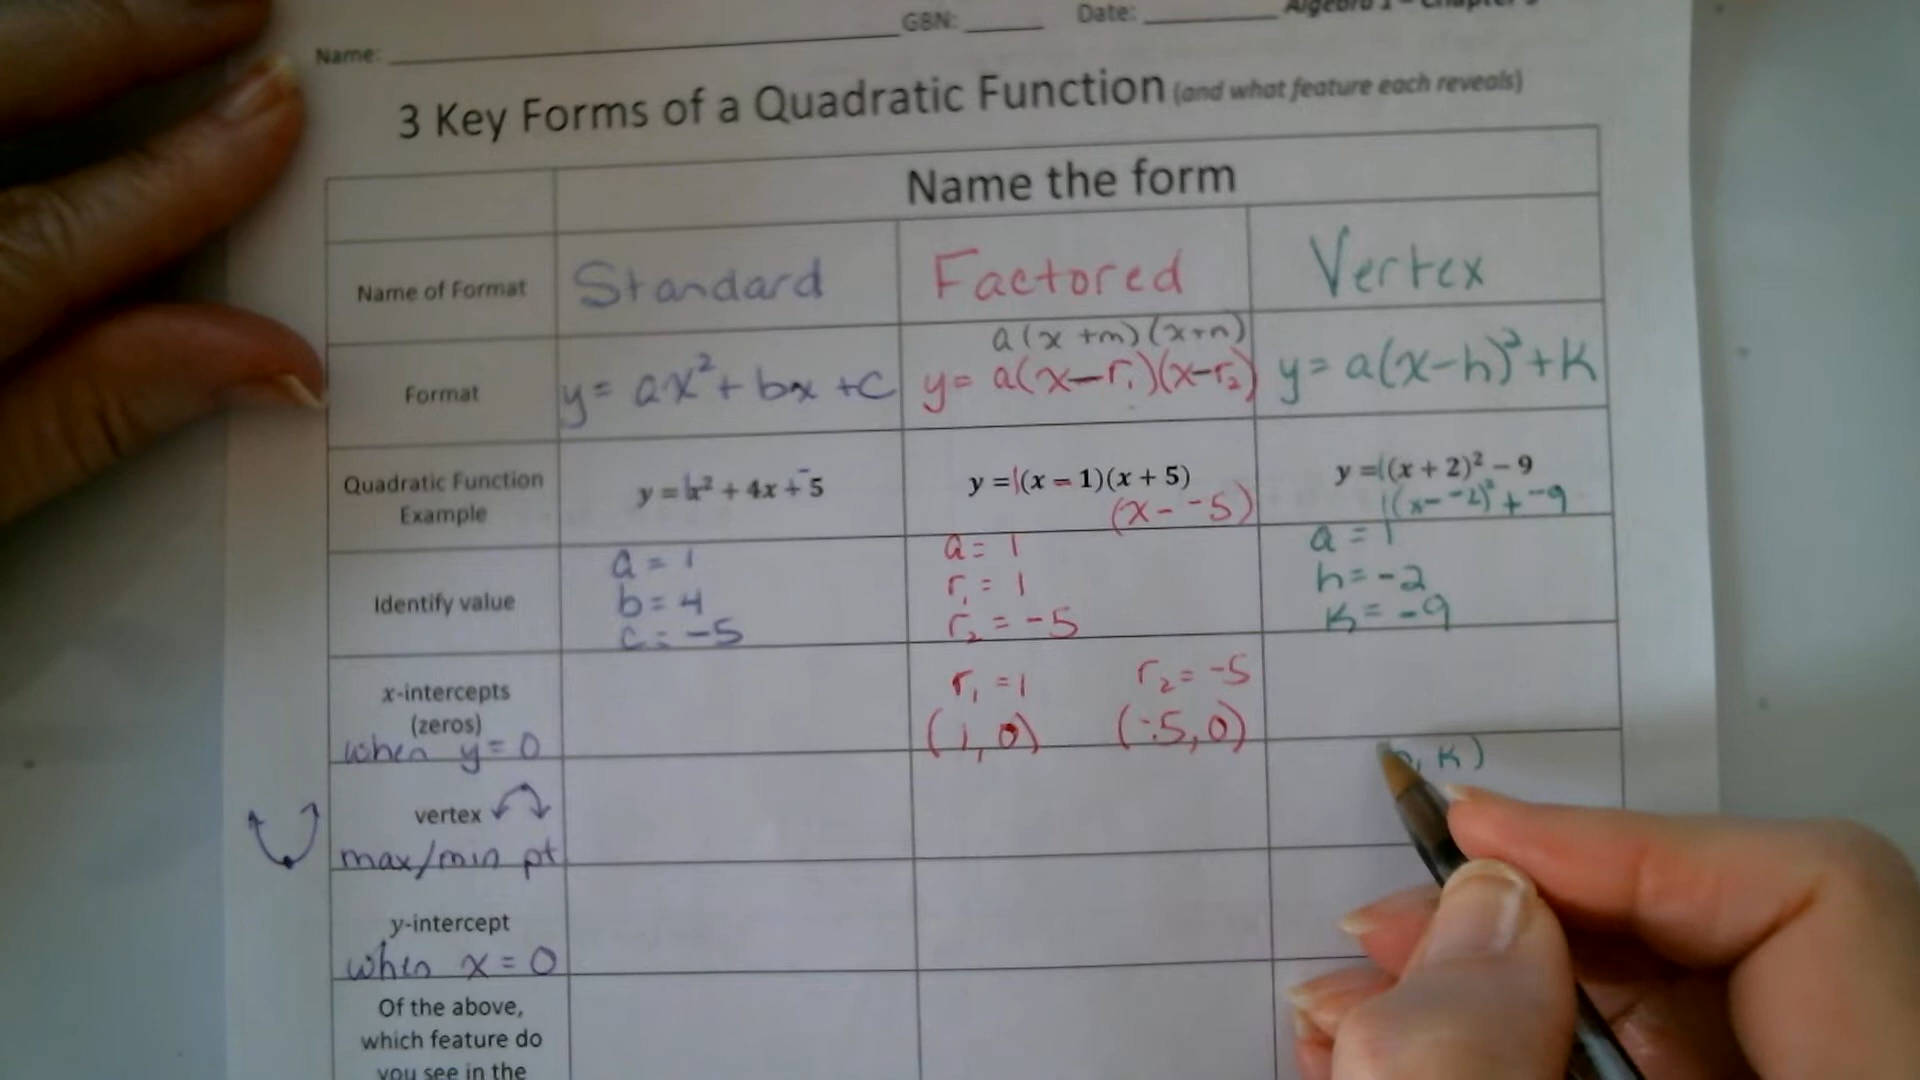 Name: GBN: Date: Algebra 1 - Chapter
3 Key Forms of a Quadratic Function (and what feature each reveals)
Name the form
Name of Format Standard Factored Vertex
a(x+m)(x+n)
Format y= ax²+ bx +c y= a(x-r₁)(x-r₂) y= a(x-h)²+k
Quadratic Function Example y = 1x² + 4x + -5 y = 1(x - 1)(x + 5) y = 1(x + 2)² - 9
(x- -5) 1(x- -2)² + -9
Identify value
a = 1 a = 1 a = 1
b = 4 r₁ = 1 h = -2
c = -5 r₂ = -5 k = -9
x-intercepts r₁ = 1 r₂ = -5
(zeros) (1,0) (-5,0)
when y=0
, k)
vertex
max/min pt
y-intercept
when x = 0
Of the above,
which feature do
you see in the